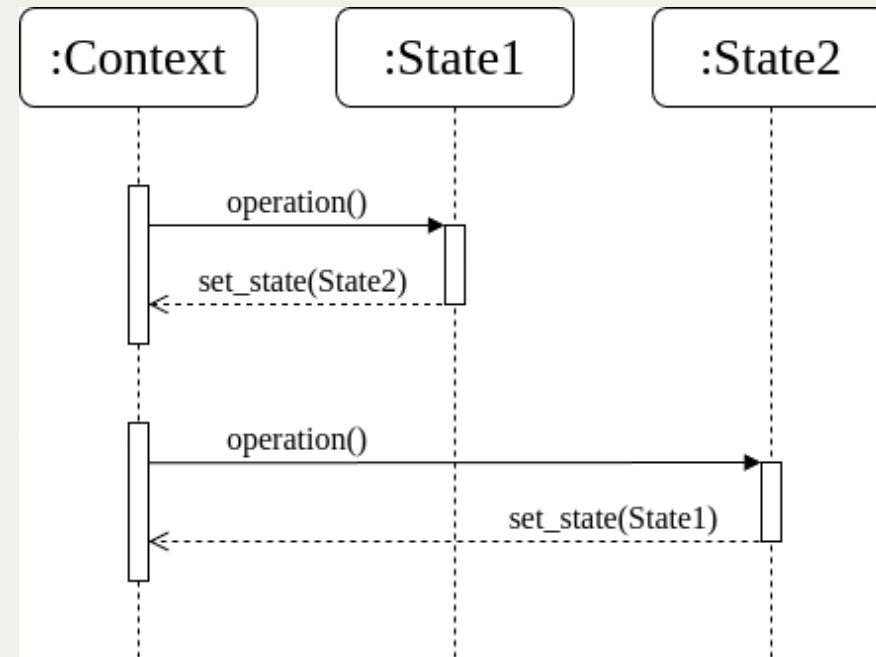 :Context
:State1
:State2
operation()
set_state(State2)
operation()
set_state(State1)